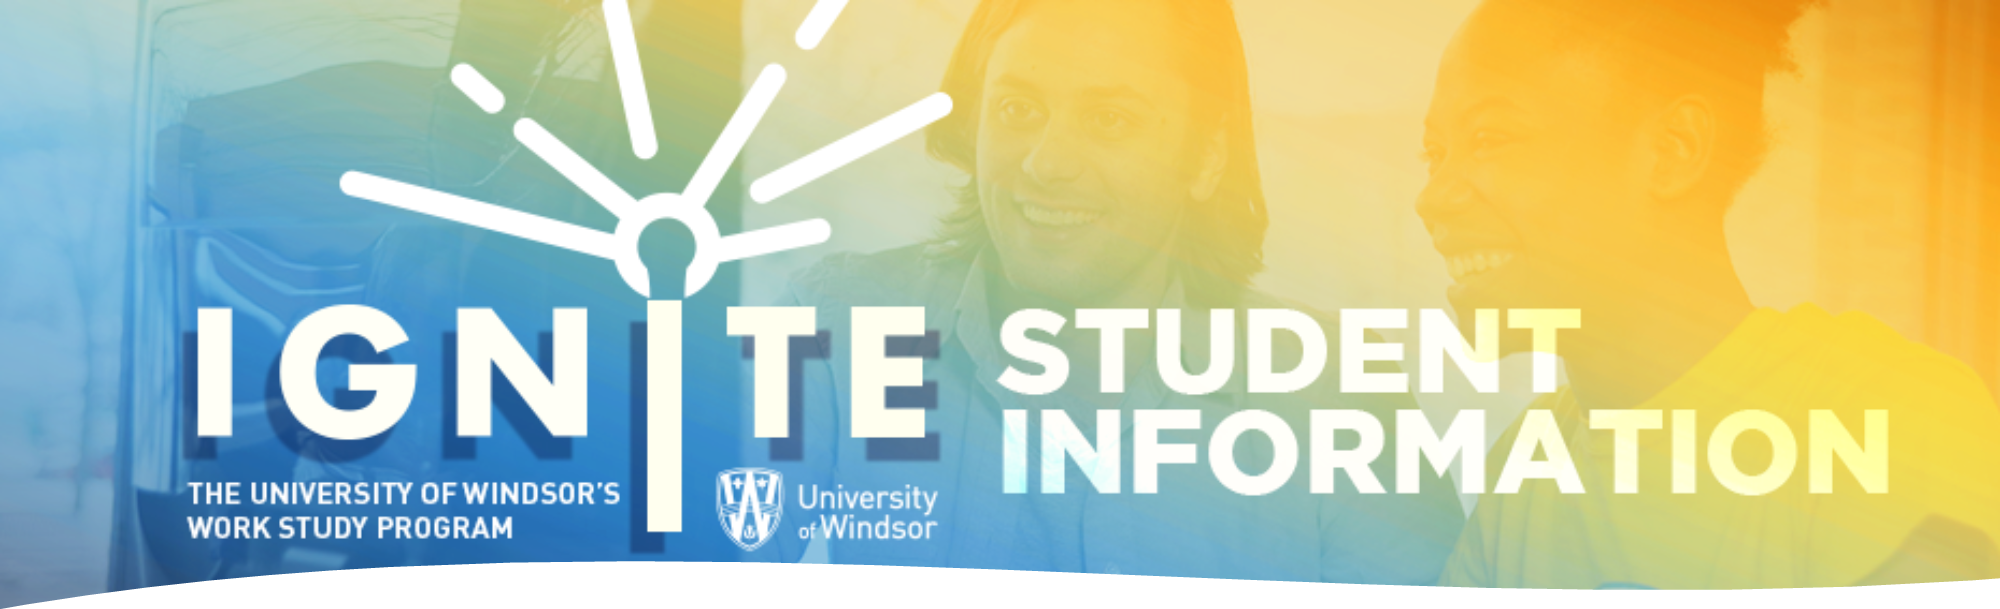 IGNITE
THE UNIVERSITY OF WINDSOR'S
WORK STUDY PROGRAM
University
of Windsor
STUDENT
INFORMATION